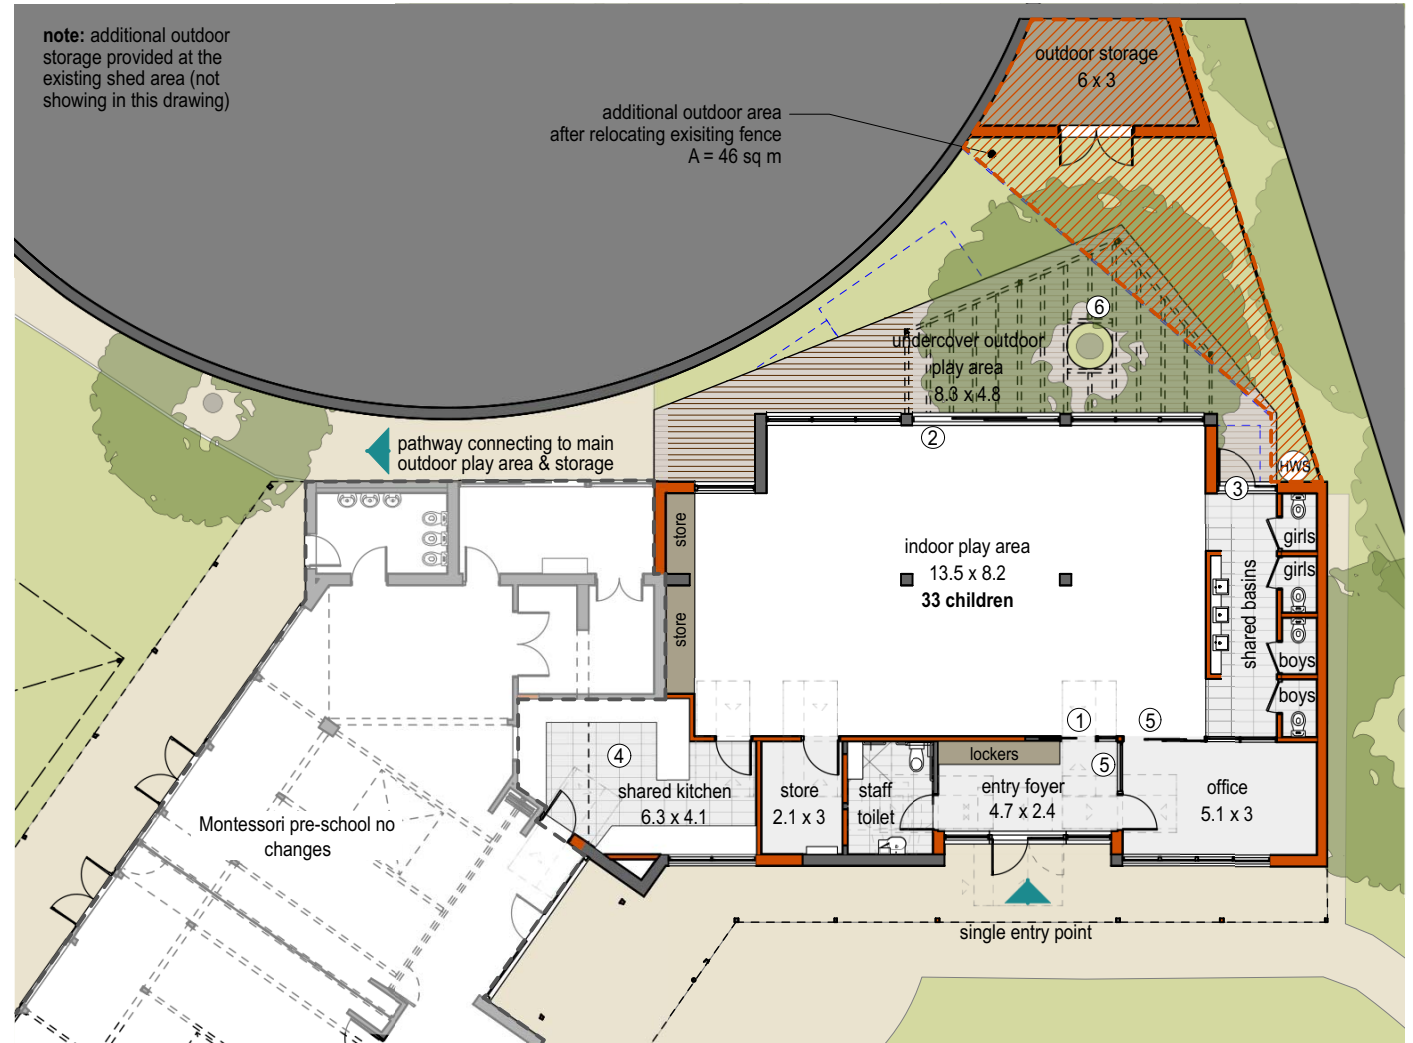 note: additional outdoor
storage provided at the
existing shed area (not
showing in this drawing)
outdoor storage
6 x 3
additional outdoor area
after relocating exisiting fence
A = 46 sq m
6
undercover outdoor
play area
8.3 x 4.8
2
pathway connecting to main
outdoor play area & storage
HWS
3
store
store
indoor play area
13.5 x 8.2
33 children
shared basins
girls
girls
boys
boys
1
5
4
shared kitchen
6.3 x 4.1
store
2.1 x 3
staff
toilet
lockers
entry foyer
4.7 x 2.4
5
office
5.1 x 3
Montessori pre-school no
changes
single entry point